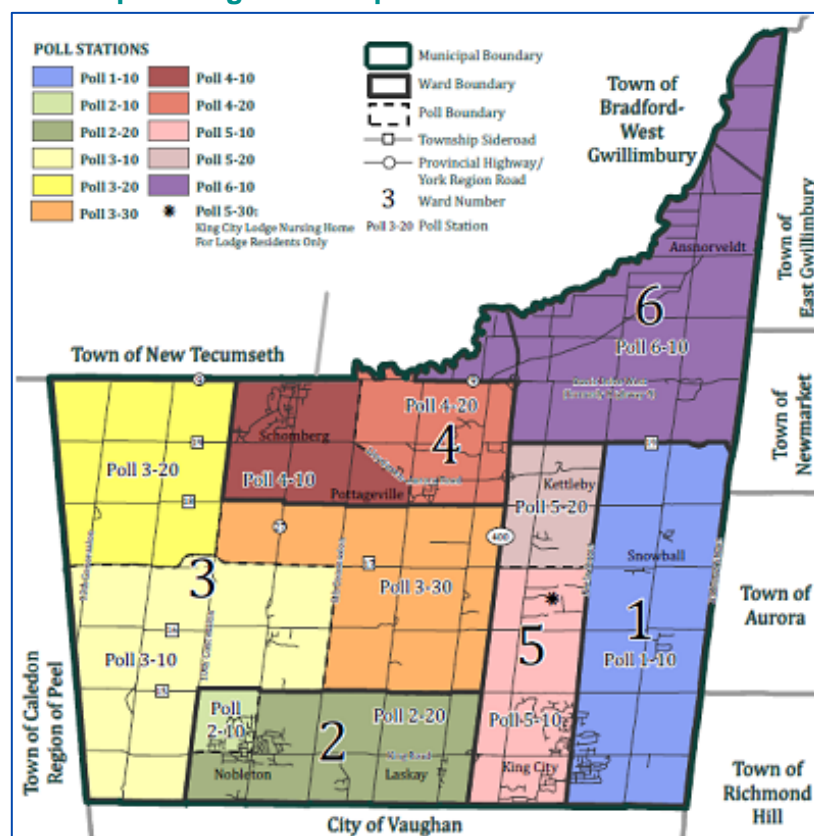 POLL STATIONS
Poll 1-10
Poll 2-10
Poll 2-20
Poll 3-10
Poll 3-20
Poll 3-30
Poll 4-10
Poll 4-20
Poll 5-10
Poll 5-20
Poll 6-10
Poll 5-30:
King City Lodge Nursing Home
For Lodge Residents Only
Municipal Boundary
Ward Boundary
Poll Boundary
Township Sideroad
Provincial Highway/
York Region Road
3 Ward Number
Poll 3-20 Poll Station
Town of
Bradford-
West
Gwillimbury
Town of
East Gwillimbury
Ansnorveldt
6
Poll 6-10
Town of New Tecumseth
Town of
Newmarket
Poll 4-20
4
Schomberg
Poll 4-10
Pottageville
Poll 3-20
Kettleby
Poll 5-20
400
Snowball
3
Poll 3-30
Town of
Aurora
5
1
Poll 1-10
Poll 3-10
Town of Caledon
Region of Peel
Poll
2-10
Poll 2-20
2
King Road
Nobleton
Laskay
Poll 5-10
King City
Town of
Richmond
Hill
City of Vaughan